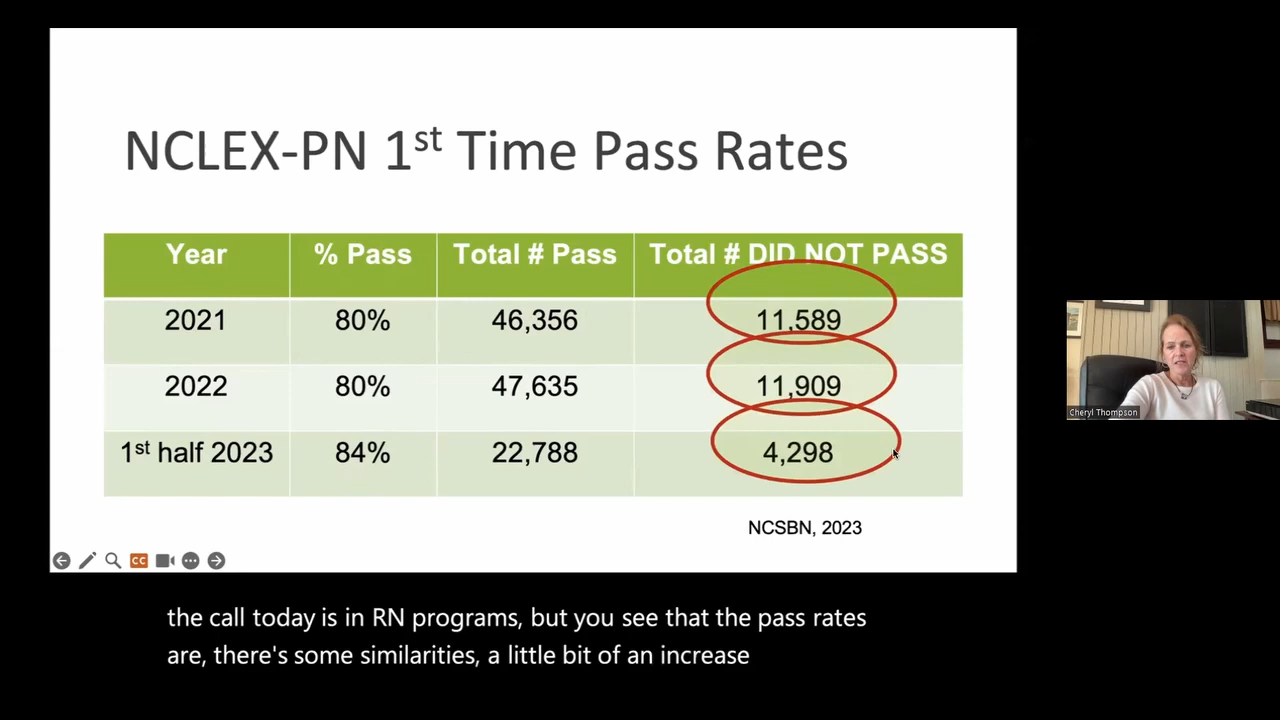 NCLEX-PN 1st Time Pass Rates
Year % Pass Total # Pass Total # DID NOT PASS
2021 80% 46,356 11,589
2022 80% 47,635 11,909
1st half 2023 84% 22,788 4,298
NCSBN, 2023
CC
Cheryl Thompson
the call today is in RN programs, but you see that the pass rates
are, there's some similarities, a little bit of an increase